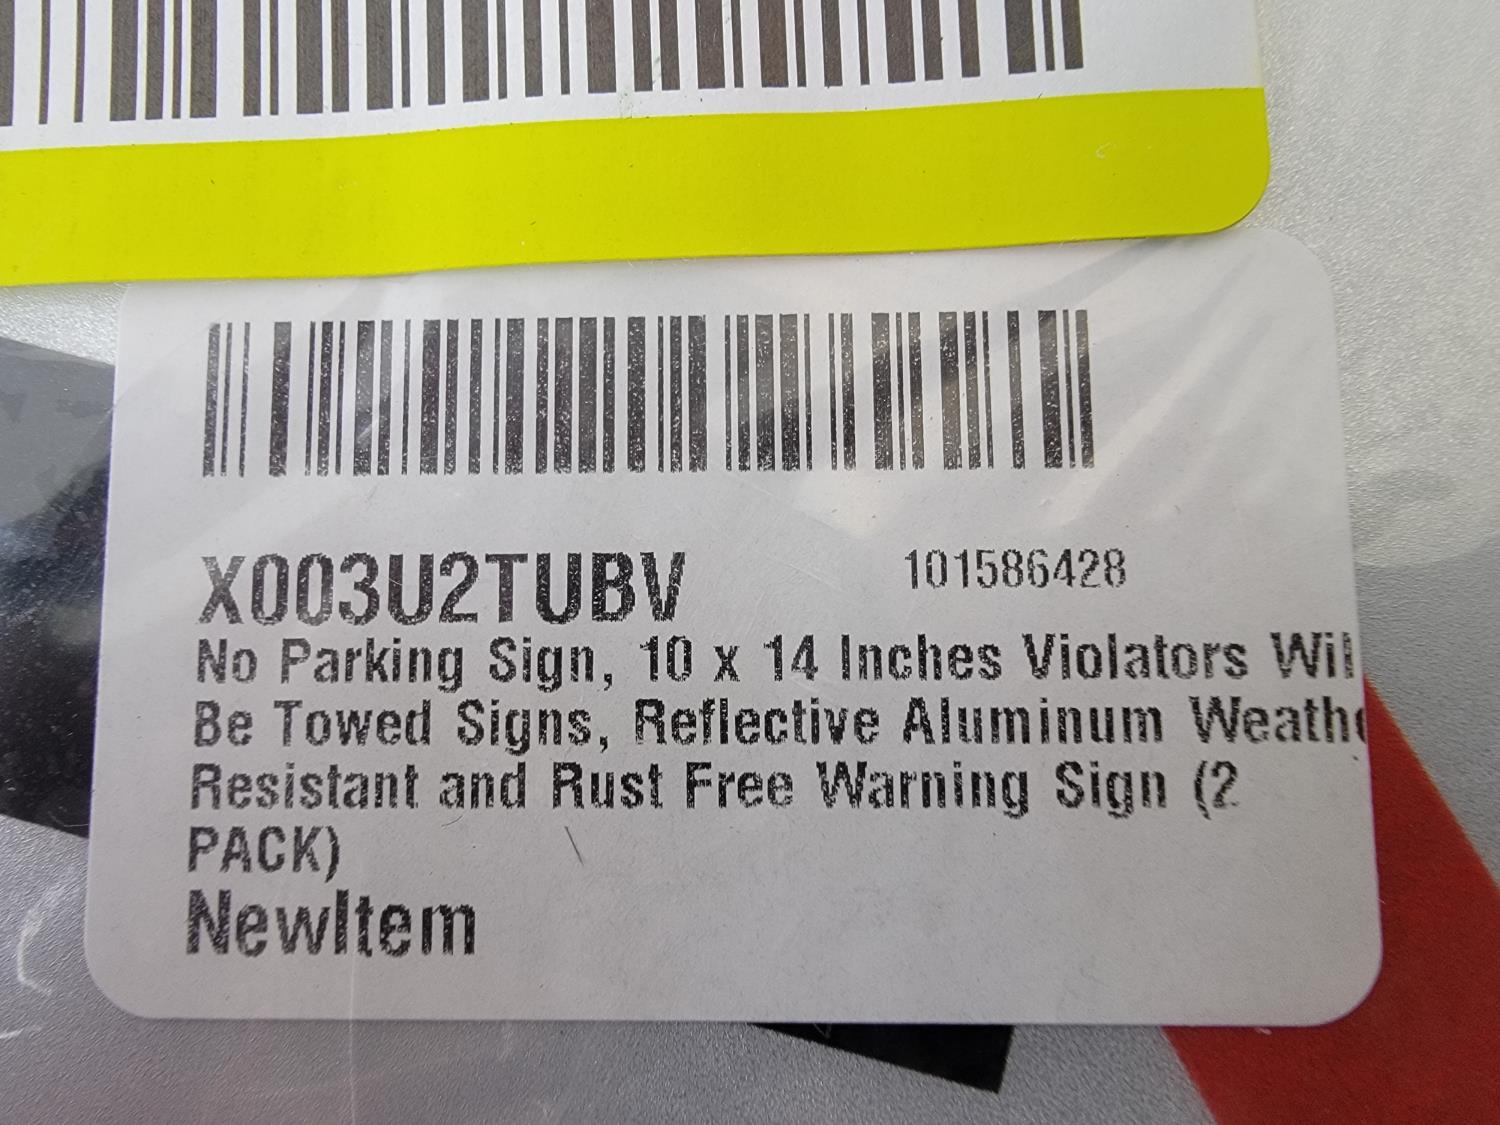 X003U2TUBV 101586428
No Parking Sign, 10 x 14 Inches Violators Wil
Be Towed Signs, Reflective Aluminum Weath
Resistant and Rust Free Warning Sign (2
PACK)
NewItem